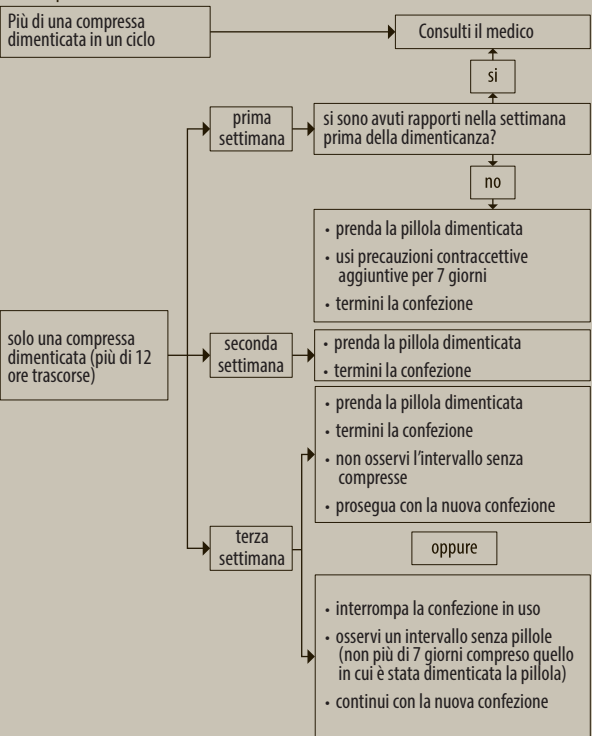 Più di una compressa
dimenticata in un ciclo
Consulti il medico
si
prima
settimana
si sono avuti rapporti nella settimana
prima della dimenticanza?
no
• prenda la pillola dimenticata
• usi precauzioni contraccettive
aggiuntive per 7 giorni
• termini la confezione
solo una compressa
dimenticata (più di 12
ore trascorse)
seconda
settimana
• prenda la pillola dimenticata
• termini la confezione
• prenda la pillola dimenticata
• termini la confezione
• non osservi l'intervallo senza
compresse
• prosegua con la nuova confezione
terza
settimana
oppure
• interrompa la confezione in uso
• osservi un intervallo senza pillole
(non più di 7 giorni compreso quello
in cui è stata dimenticata la pillola)
• continui con la nuova confezione